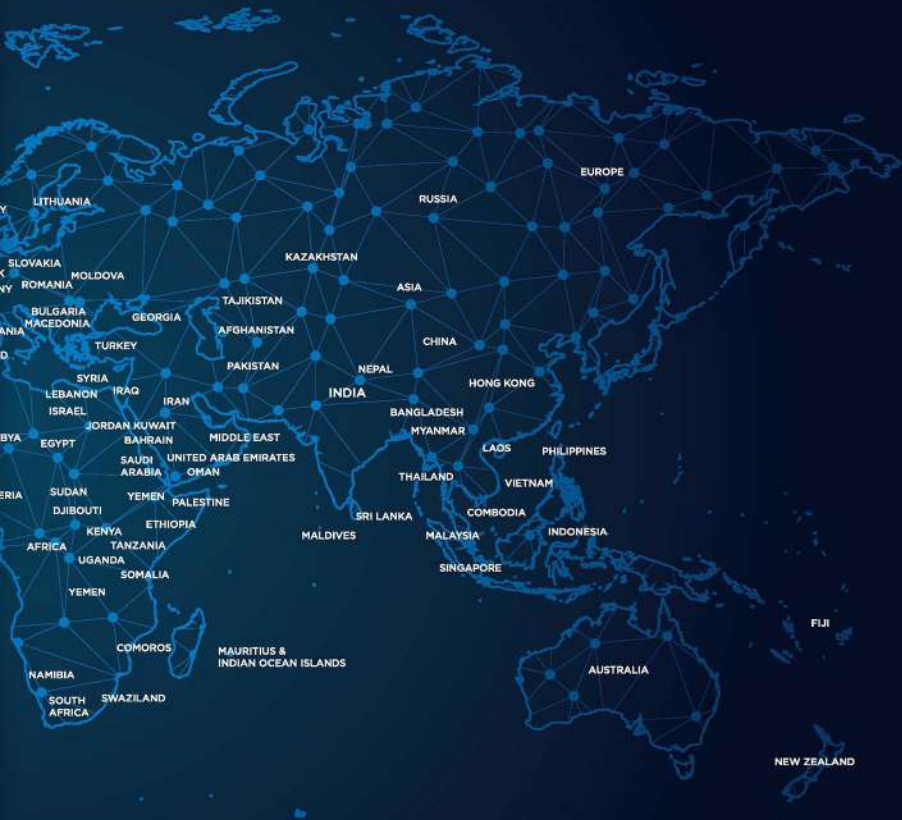 EUROPE
LITHUANIA
RUSSIA
SLOVAKIA
KAZAKHSTAN
MOLDOVA
ROMANIA
ASIA
TAJIKISTAN
BULGARIA
MACEDONIA
GEORGIA
AFGHANISTAN
TURKEY
CHINA
PAKISTAN
NEPAL
SYRIA
HONG KONG
LEBANON
IRAQ
INDIA
IRAN
ISRAEL
BANGLADESH
JORDAN KUWAIT
MYANMAR
BAHRAIN
MIDDLE EAST
EGYPT
LAOS
PHILIPPINES
SAUDI
ARABIA
UNITED ARAB EMIRATES
OMAN
THAILAND
VIETNAM
SUDAN
YEMEN
PALESTINE
DJIBOUTI
COMBODIA
SRI LANKA
ETHIOPIA
KENYA
MALDIVES
MALAYSIA
INDONESIA
AFRICA
TANZANIA
UGANDA
SINGAPORE
SOMALIA
YEMEN
FIJI
COMOROS
MAURITIUS &
INDIAN OCEAN ISLANDS
AUSTRALIA
NAMIBIA
SOUTH
AFRICA
SWAZILAND
NEW ZEALAND